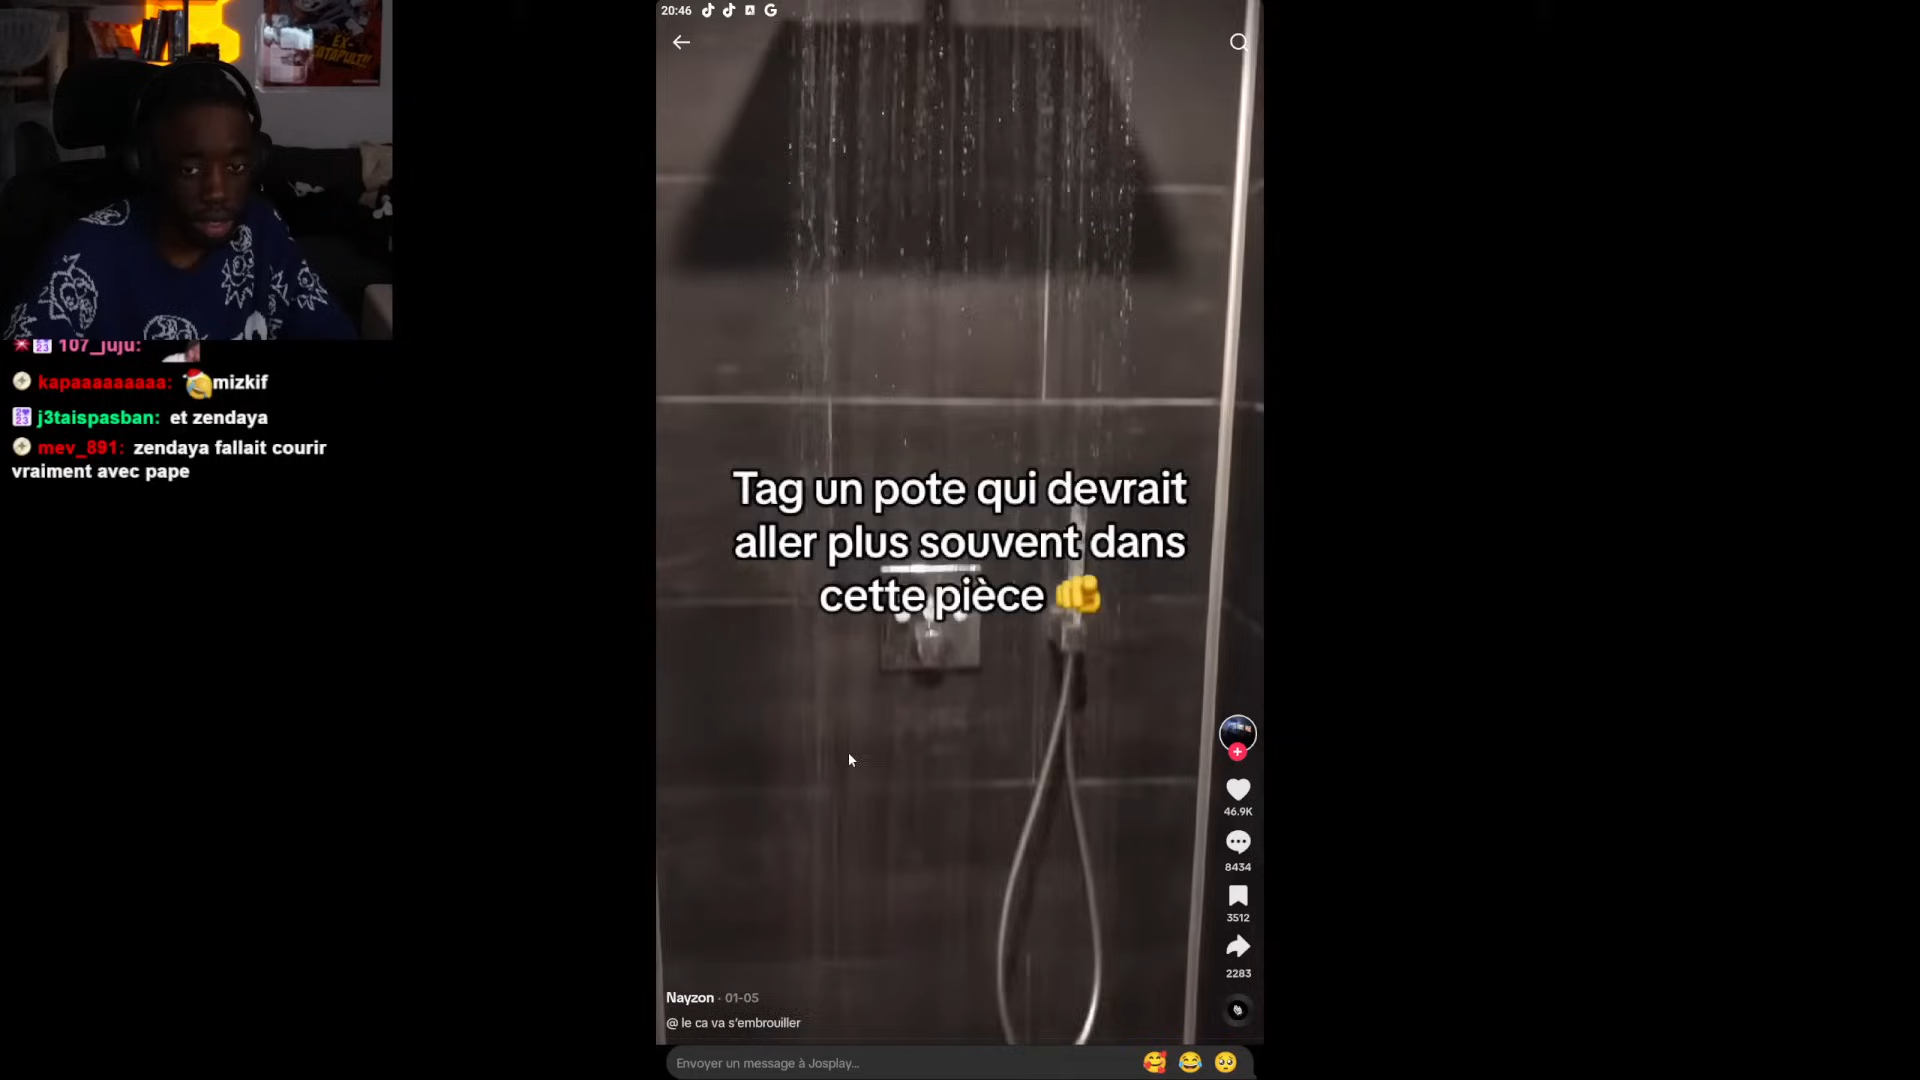 20:46
EX-
CATAPULT!!
107_juju:
kapaaaaaaaaa: mizkif
j3taispasban: et zendaya
mev_891: zendaya fallait courir
vraiment avec pape
Tag un pote qui devrait
aller plus souvent dans
cette pièce
46.9K
8434
3512
2283
Nayzon · 01-05
@ le ca va s'embrouiller
Envoyer un message à Josplay...